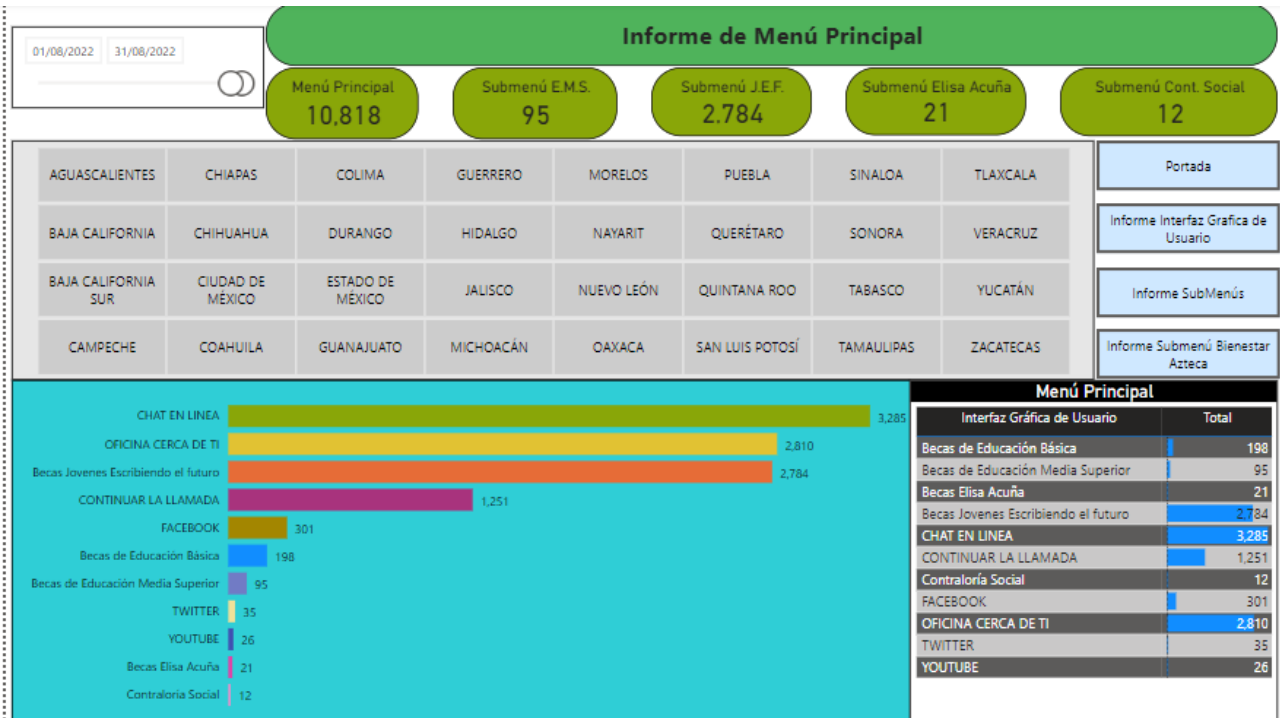 Informe de Menú Principal
01/08/2022 31/08/2022
Menú Principal
10,818
Submenú E.M.S.
95
Submenú J.E.F.
2,784
Submenú Elisa Acuña
21
Submenú Cont. Social
12
AGUASCALIENTES CHIAPAS COLIMA GUERRERO MORELOS PUEBLA SINALOA TLAXCALA
BAJA CALIFORNIA CHIHUAHUA DURANGO HIDALGO NAYARIT QUERÉTARO SONORA VERACRUZ
BAJA CALIFORNIA
SUR
CIUDAD DE
MÉXICO
ESTADO DE
MÉXICO
JALISCO NUEVO LEÓN QUINTANA ROO TABASCO YUCATÁN
CAMPECHE COAHUILA GUANAJUATO MICHOACÁN OAXACA SAN LUIS POTOSÍ TAMAULIPAS ZACATECAS
Portada
Informe Interfaz Grafica de
Usuario
Informe SubMenús
Informe Submenú Bienestar
Azteca
CHAT EN LINEA 3,285
OFICINA CERCA DE TI 2,810
Becas Jovenes Escribiendo el futuro 2,784
CONTINUAR LA LLAMADA 1,251
FACEBOOK 301
Becas de Educación Básica 198
Becas de Educación Media Superior 95
TWITTER 35
YOUTUBE 26
Becas Elisa Acuña 21
Contraloría Social 12
Menú Principal
Interfaz Gráfica de Usuario Total
Becas de Educación Básica 198
Becas de Educación Media Superior 95
Becas Elisa Acuña 21
Becas Jovenes Escribiendo el futuro 2,784
CHAT EN LINEA 3,285
CONTINUAR LA LLAMADA 1,251
Contraloría Social 12
FACEBOOK 301
OFICINA CERCA DE TI 2,810
TWITTER 35
YOUTUBE 26